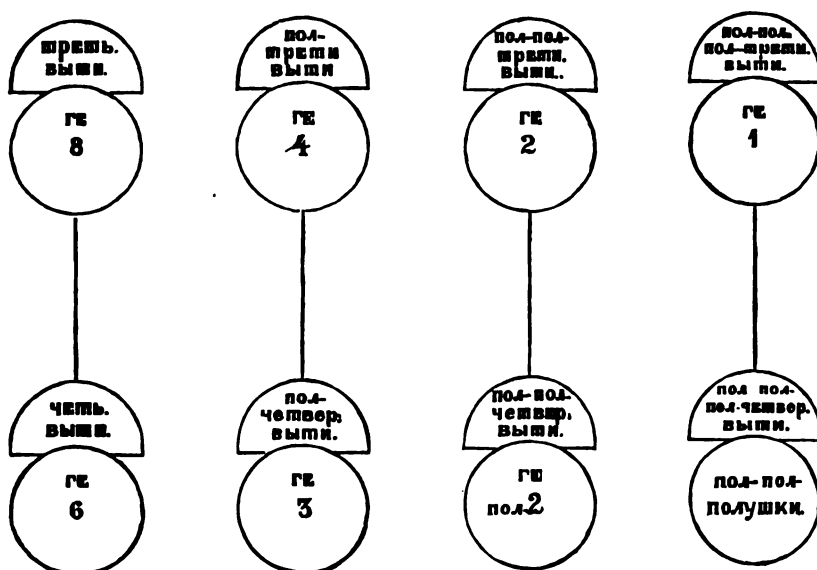 треть.
выти.
ГЕ
8
пол-
трети
выти
ГЕ
4
пол-пол-
трети.
выти..
ГЕ
2
пол-пол.
пол-трети.
выти.
ГЕ
1
четь.
выти.
ГЕ
6
пол-
четвер.
выти.
ГЕ
3
пол-пол.
четвер.
выти.
ГЕ
пол-2
пол пол-
пол-четвер.
выти.
пол-пол-
полушки.